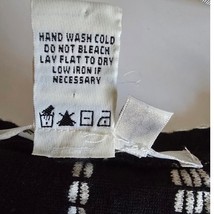 HAND WASH COLD
DO NOT BLEACH
LAY FLAT TO DRY
LOW IRON IF
NECESSARY